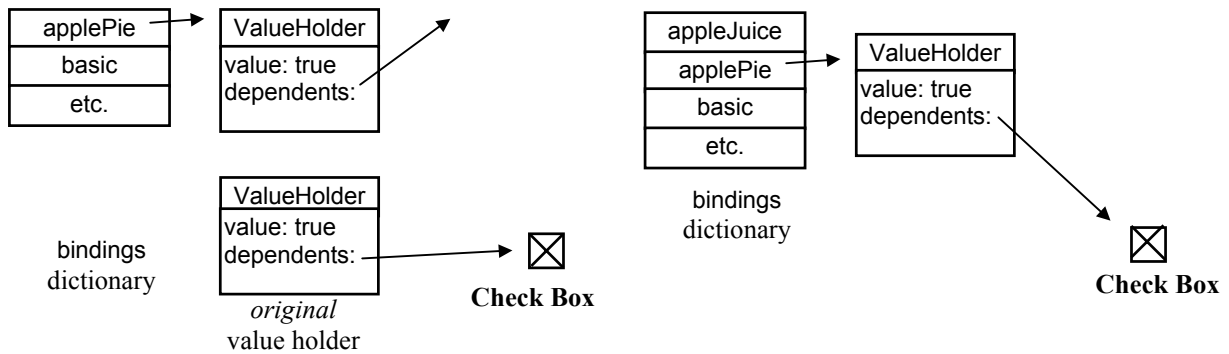 applePie
basic
etc.
ValueHolder
value: true
dependents:
bindings
dictionary
ValueHolder
value: true
dependents:
original
value holder
Check Box
appleJuice
applePie
basic
etc.
bindings
dictionary
ValueHolder
value: true
dependents:
Check Box